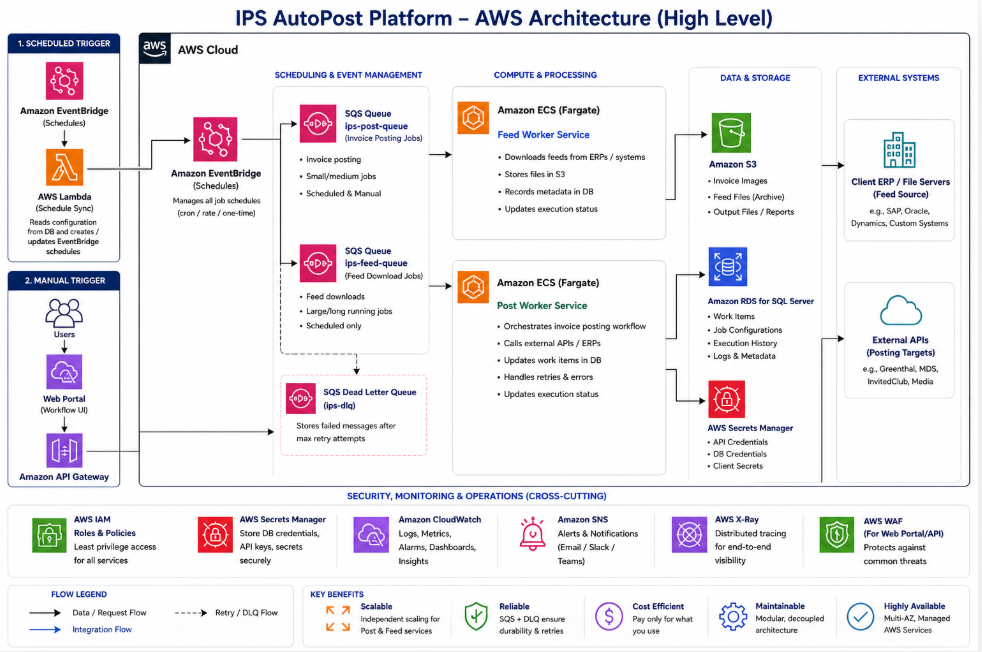 IPS AutoPost Platform – AWS Architecture (High Level)
1. SCHEDULED TRIGGER
Amazon EventBridge
(Schedules)
AWS Lambda
(Schedule Sync)
Reads configuration
from DB and creates /
updates EventBridge
schedules
2. MANUAL TRIGGER
Users
Web Portal
(Workflow UI)
Amazon API Gateway
aws
AWS Cloud
Amazon EventBridge
(Schedules)
Manages all job schedules
(cron / rate / one-time)
SCHEDULING & EVENT MANAGEMENT
SQS Queue
ips-post-queue
(Invoice Posting Jobs)
• Invoice posting
• Small/medium jobs
• Scheduled & Manual
SQS Queue
ips-feed-queue
(Feed Download Jobs)
• Feed downloads
• Large/long running jobs
• Scheduled only
SQS Dead Letter Queue
(ips-dlq)
Stores failed messages after
max retry attempts
COMPUTE & PROCESSING
Amazon ECS (Fargate)
Feed Worker Service
• Downloads feeds from ERPs / systems
• Stores files in S3
• Records metadata in DB
• Updates execution status
Amazon ECS (Fargate)
Post Worker Service
• Orchestrates invoice posting workflow
• Calls external APIs / ERPs
• Updates work items in DB
• Handles retries & errors
• Updates execution status
DATA & STORAGE
Amazon S3
• Invoice Images
• Feed Files (Archive)
• Output Files / Reports
Amazon RDS for SQL Server
• Work Items
• Job Configurations
• Execution History
• Logs & Metadata
AWS Secrets Manager
• API Credentials
• DB Credentials
• Client Secrets
EXTERNAL SYSTEMS
Client ERP / File Servers
(Feed Source)
e.g., SAP, Oracle,
Dynamics, Custom Systems
External APIs
(Posting Targets)
e.g., Greenthal, MDS,
InvitedClub, Media
SECURITY, MONITORING & OPERATIONS (CROSS-CUTTING)
AWS IAM
Roles & Policies
Least privilege access
for all services
AWS Secrets Manager
Store DB credentials,
API keys, secrets
securely
Amazon CloudWatch
Logs, Metrics,
Alarms, Dashboards,
Insights
Amazon SNS
Alerts & Notifications
(Email / Slack /
Teams)
AWS X-Ray
Distributed tracing
for end-to-end
visibility
AWS WAF
(For Web Portal/API)
Protects against
common threats
FLOW LEGEND
Data / Request Flow
Retry / DLQ Flow
Integration Flow
KEY BENEFITS
Scalable
Independent scaling for
Post & Feed services
Reliable
SQS + DLQ ensure
durability & retries
Cost Efficient
Pay only for what
you use
Maintainable
Modular, decoupled
architecture
Highly Available
Multi-AZ, Managed
AWS Services